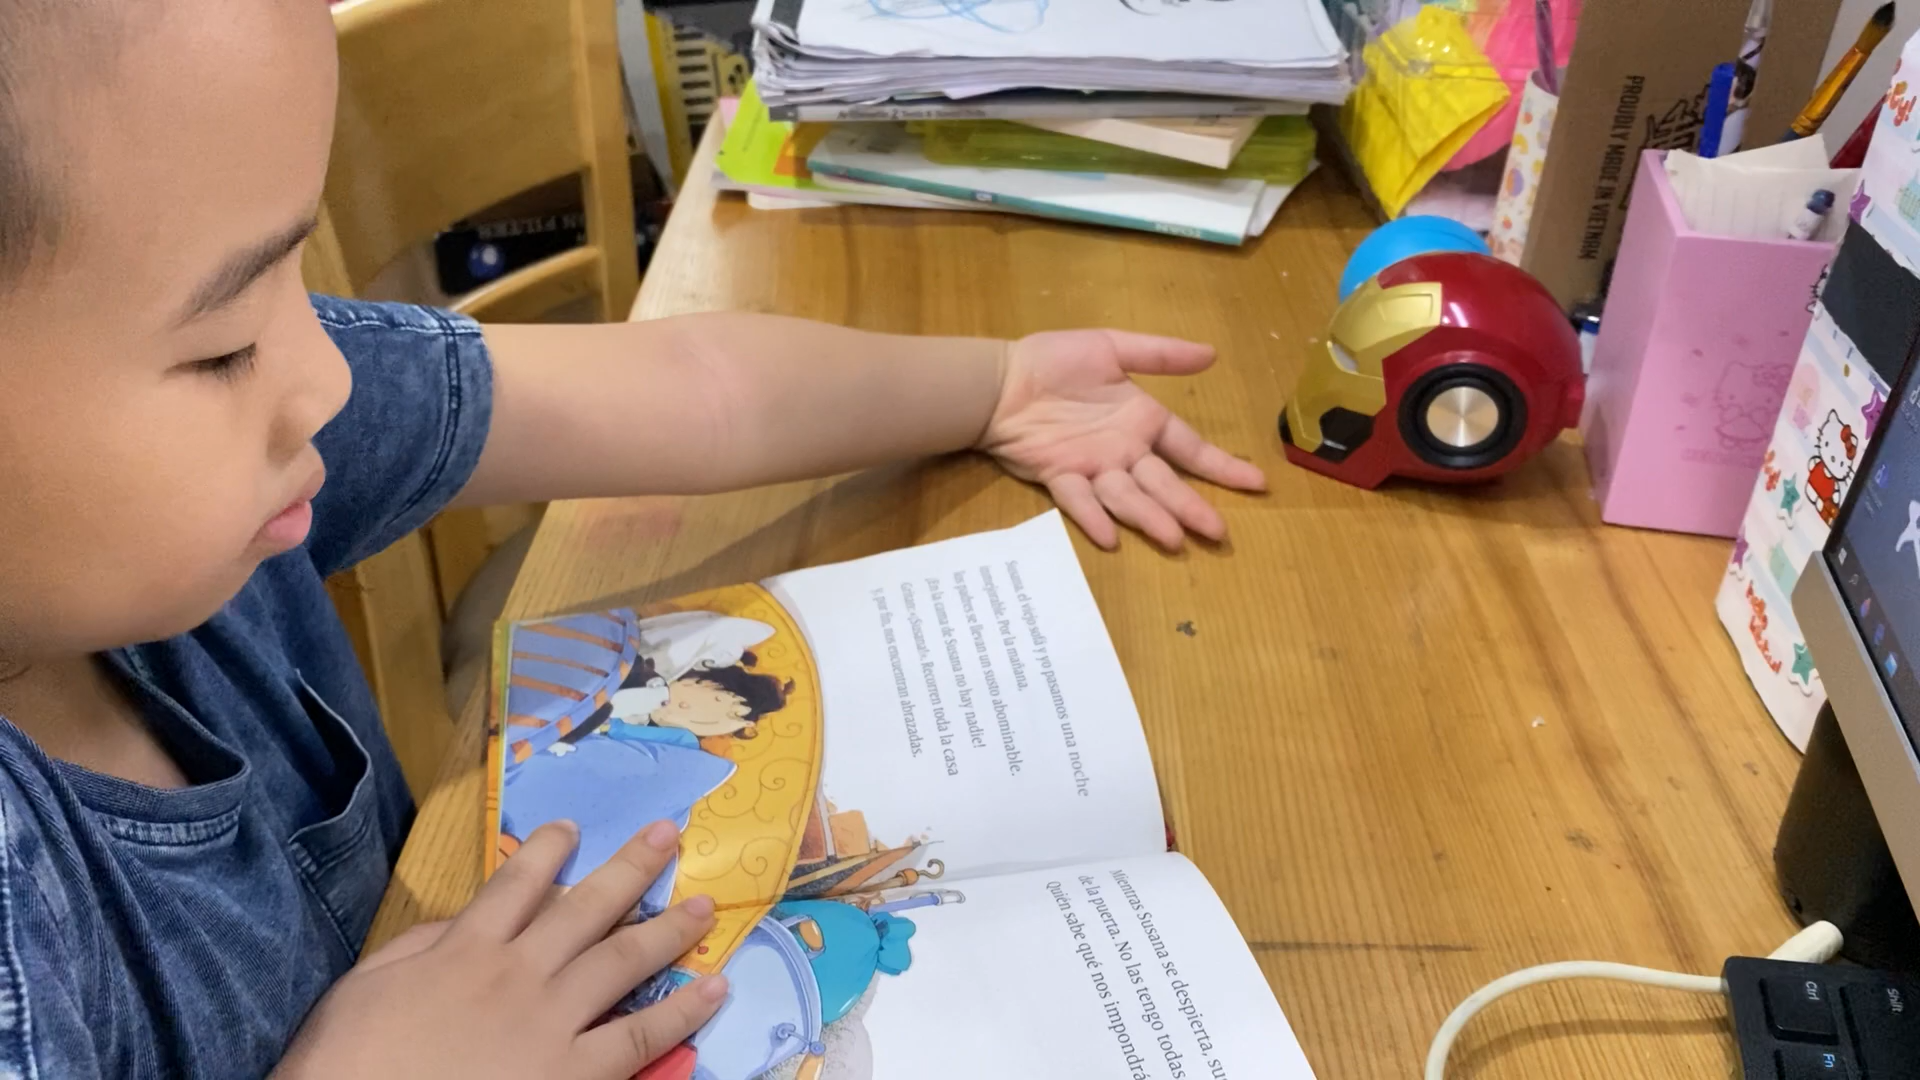 Susana, el viejo sofá y yo pasamos una noche
inmejorable. Por la mañana,
los padres se llevan un susto abominable.
¡En la cama de Susana no hay nadie!
Gritan: «¡Susana!». Recorren toda la casa
Y, por fin, nos encuentran abrazadas.
Mientras Susana se despierta, su
de la puerta. No las tengo todas
Quién sabe qué nos impondrá
PROUDLY MADE IN VIETNAM
Ctrl
Shift
Fn